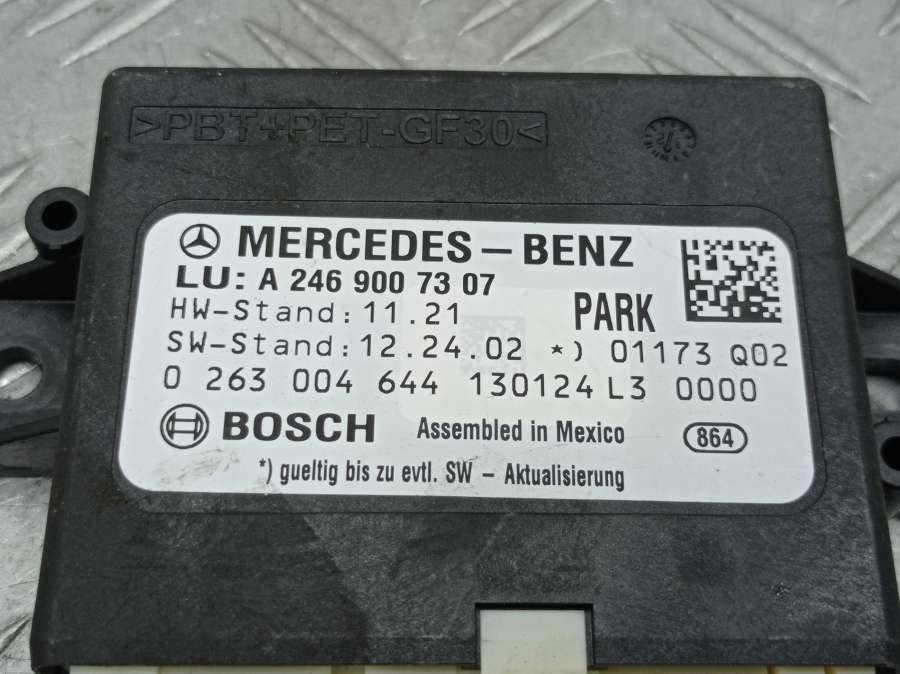 >PBT+PET-GF30<
MERCEDES-BENZ
LU: A 246 900 73 07
HW-Stand: 11.21 PARK
SW-Stand: 12.24.02 *) 01173 Q02
0 263 004 644 130124 L3 0000
BOSCH Assembled in Mexico 864
*) gueltig bis zu evtl. SW - Aktualisierung